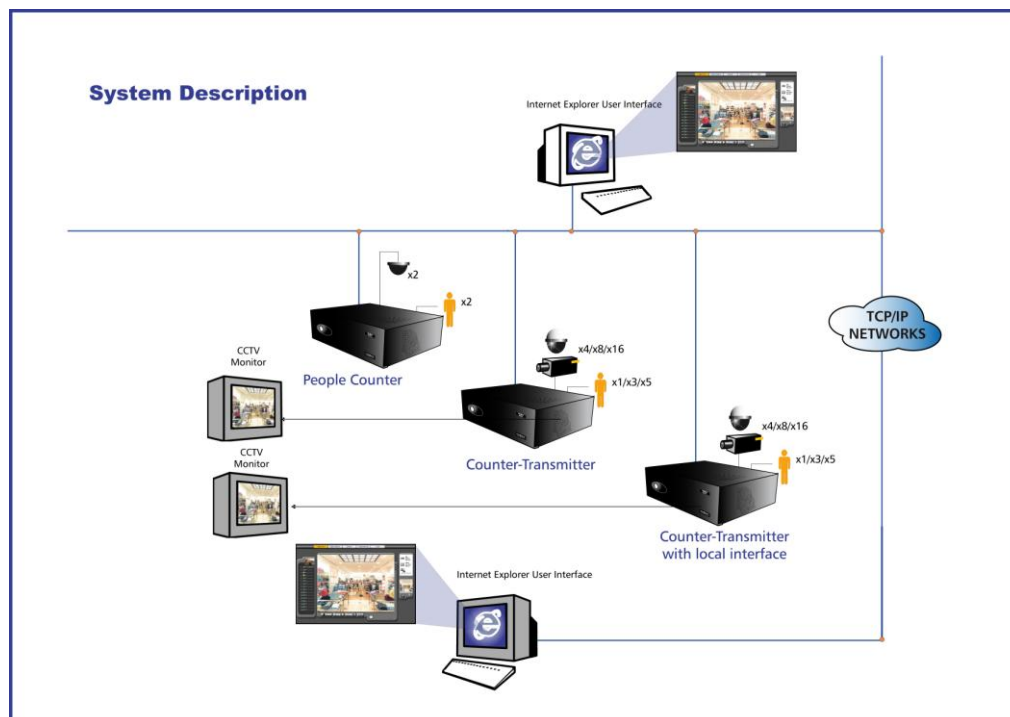 System Description
Internet Explorer User Interface
x2
x2
People Counter
TCP/IP
NETWORKS
CCTV
Monitor
x4/x8/x16
x1/x3/x5
Counter-Transmitter
x4/x8/x16
x1/x3/x5
CCTV
Monitor
Counter-Transmitter
with local interface
Internet Explorer User Interface